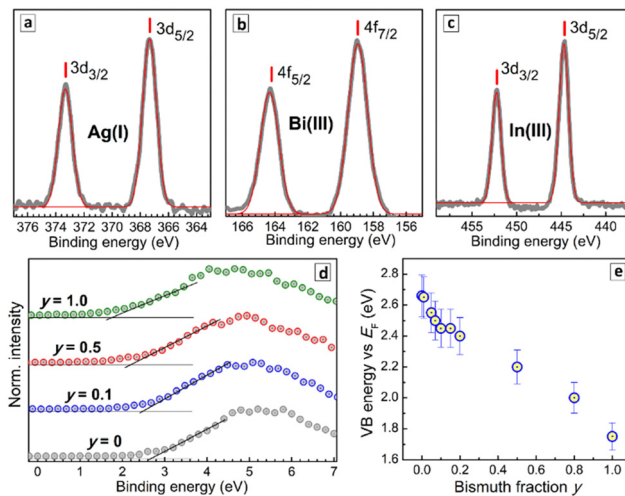 a
3d5/2
3d3/2
Ag(I)
376 374 372 370 368 366 364
Binding energy (eV)
b
4f7/2
4f5/2
Bi(III)
166 164 162 160 158 156
Binding energy (eV)
c
3d5/2
3d3/2
In(III)
455 450 445 440
Binding energy (eV)
d
Norm. intensity
y = 1.0
y = 0.5
y = 0.1
y = 0
0 1 2 3 4 5 6 7
Binding energy (eV)
e
VB energy vs EF (eV)
2.8
2.6
2.4
2.2
2.0
1.8
1.6
0.0 0.2 0.4 0.6 0.8 1.0
Bismuth fraction y